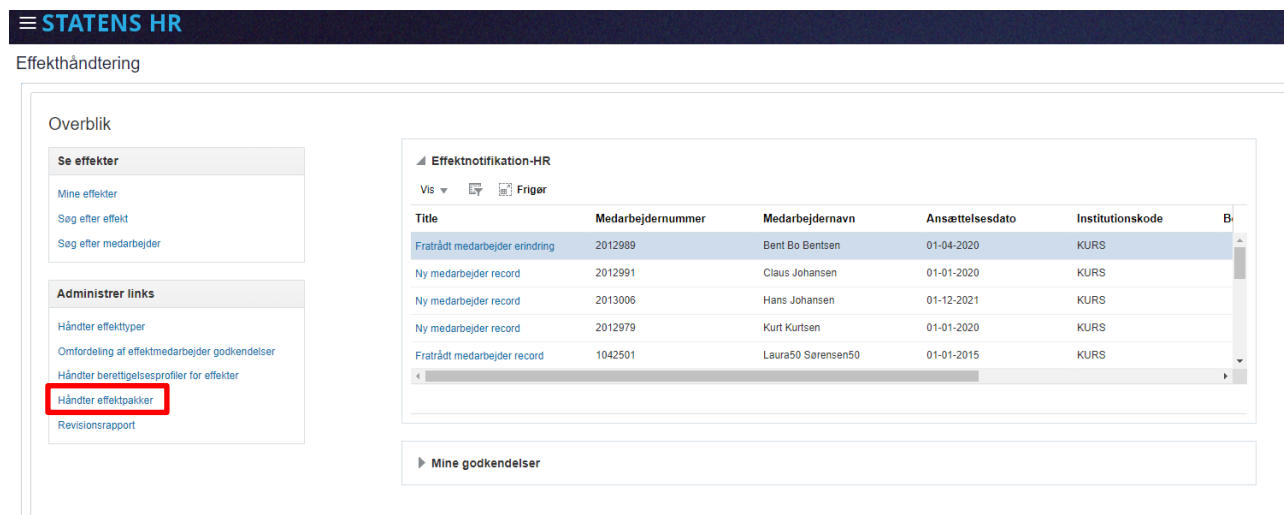 STATENS HR
Effekthåndtering
Overblik
Se effekter
Mine effekter
Søg efter effekt
Søg efter medarbejder
Administrer links
Håndter effekttyper
Omfordeling af effektmedarbejder godkendelser
Håndter berettigelsesprofiler for effekter
Håndter effektpakker
Revisionsrapport
Effektnotifikation-HR
Vis Frigør
Title Medarbejdernummer Medarbejdernavn Ansættelsesdato Institutionskode
Fratrådt medarbejder erindring 2012989 Bent Bo Bentsen 01-04-2020 KURS
Ny medarbejder record 2012991 Claus Johansen 01-01-2020 KURS
Ny medarbejder record 2013006 Hans Johansen 01-12-2021 KURS
Ny medarbejder record 2012979 Kurt Kurtsen 01-01-2020 KURS
Fratrådt medarbejder record 1042501 Laura50 Sørensen50 01-01-2015 KURS
Mine godkendelser